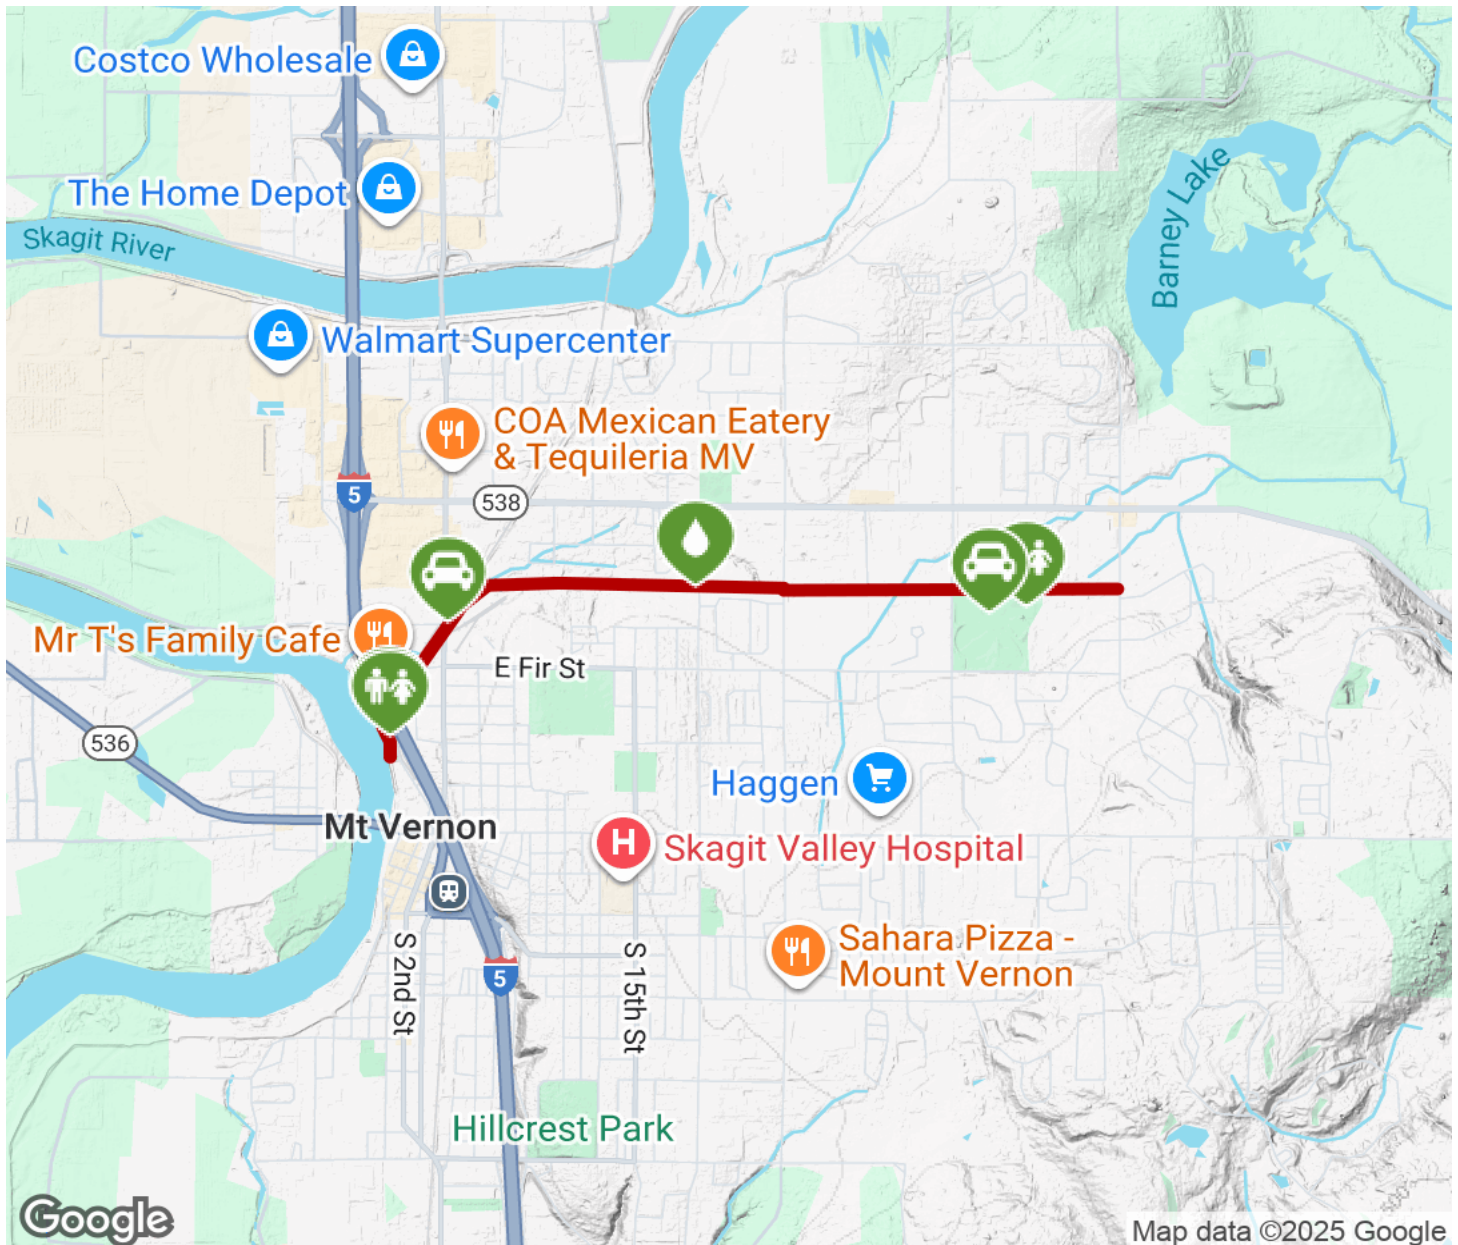 Costco Wholesale
The Home Depot
Skagit River
Barney Lake
Walmart Supercenter
COA Mexican Eatery
& Tequileria MV
5
538
Mr T's Family Cafe
E Fir St
536
Haggen
Mt Vernon
H
Skagit Valley Hospital
S 2nd St
S 15th St
5
Sahara Pizza -
Mount Vernon
Hillcrest Park
Google
Map data ©2025 Google